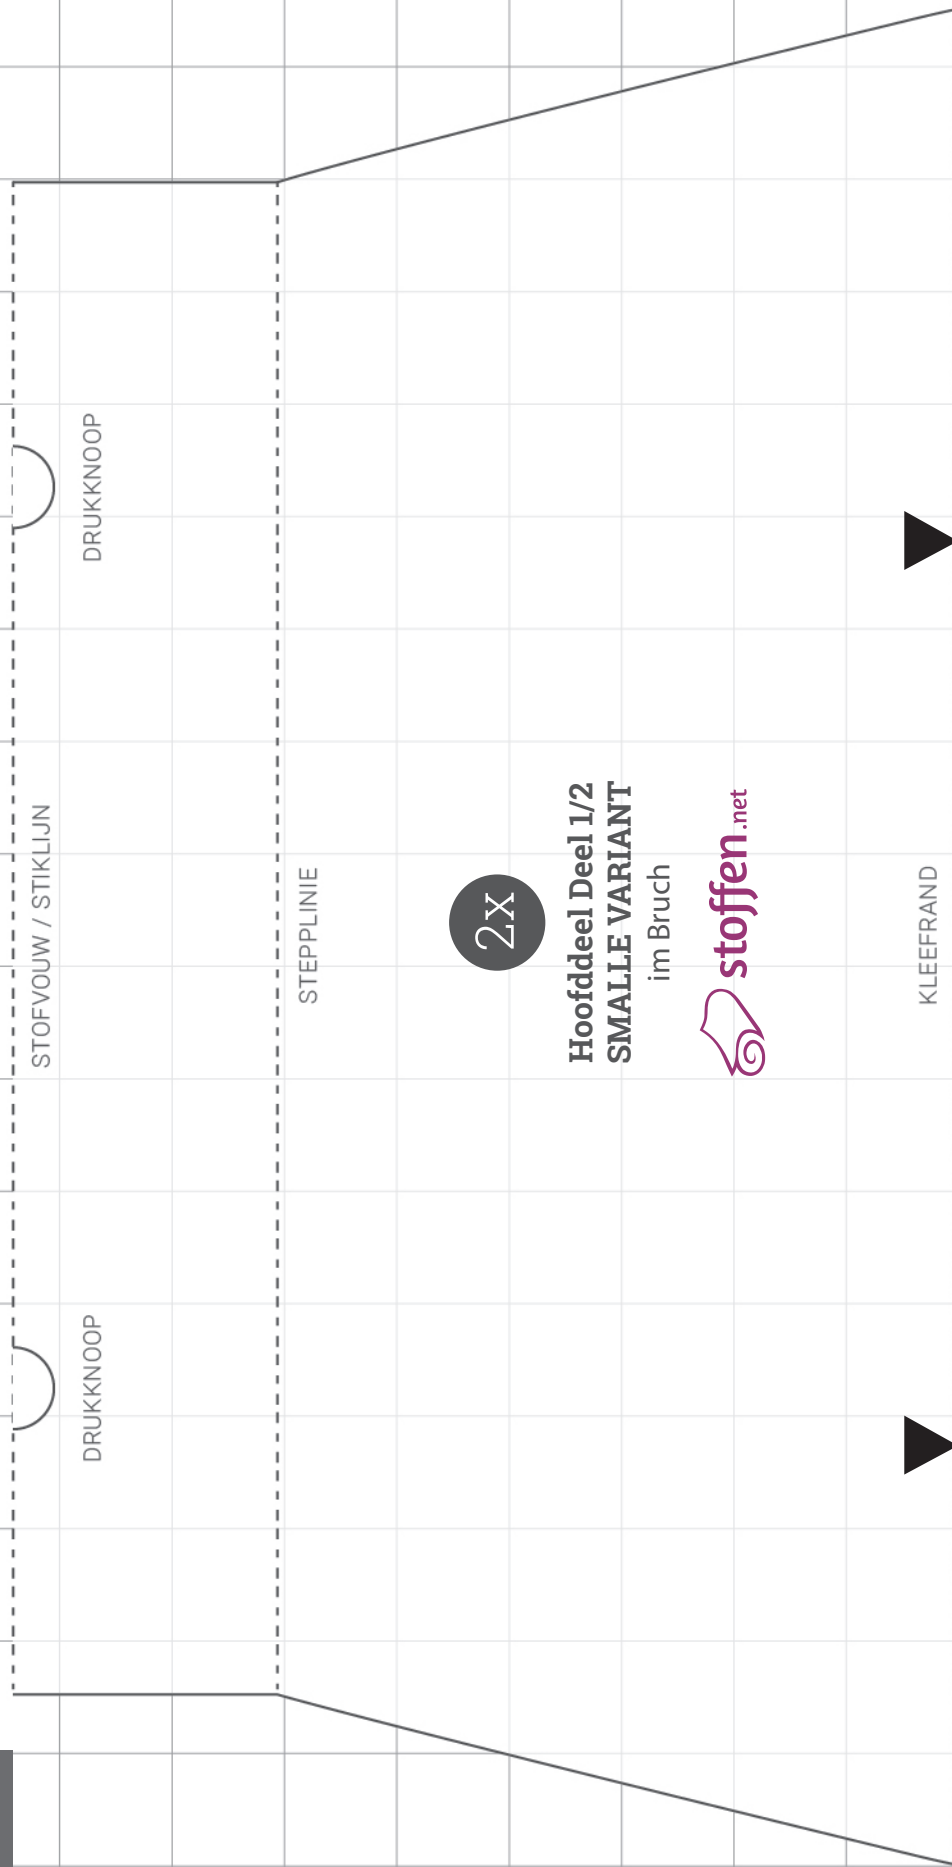 DRUKKNOOP
DRUKKNOOP
STOFVOUW / STIKLIJN
STEPPLINIE
2x
Hoofddeel Deel 1/2
SMALLE VARIANT
im Bruch
stoffen.net
KLEEFRAND